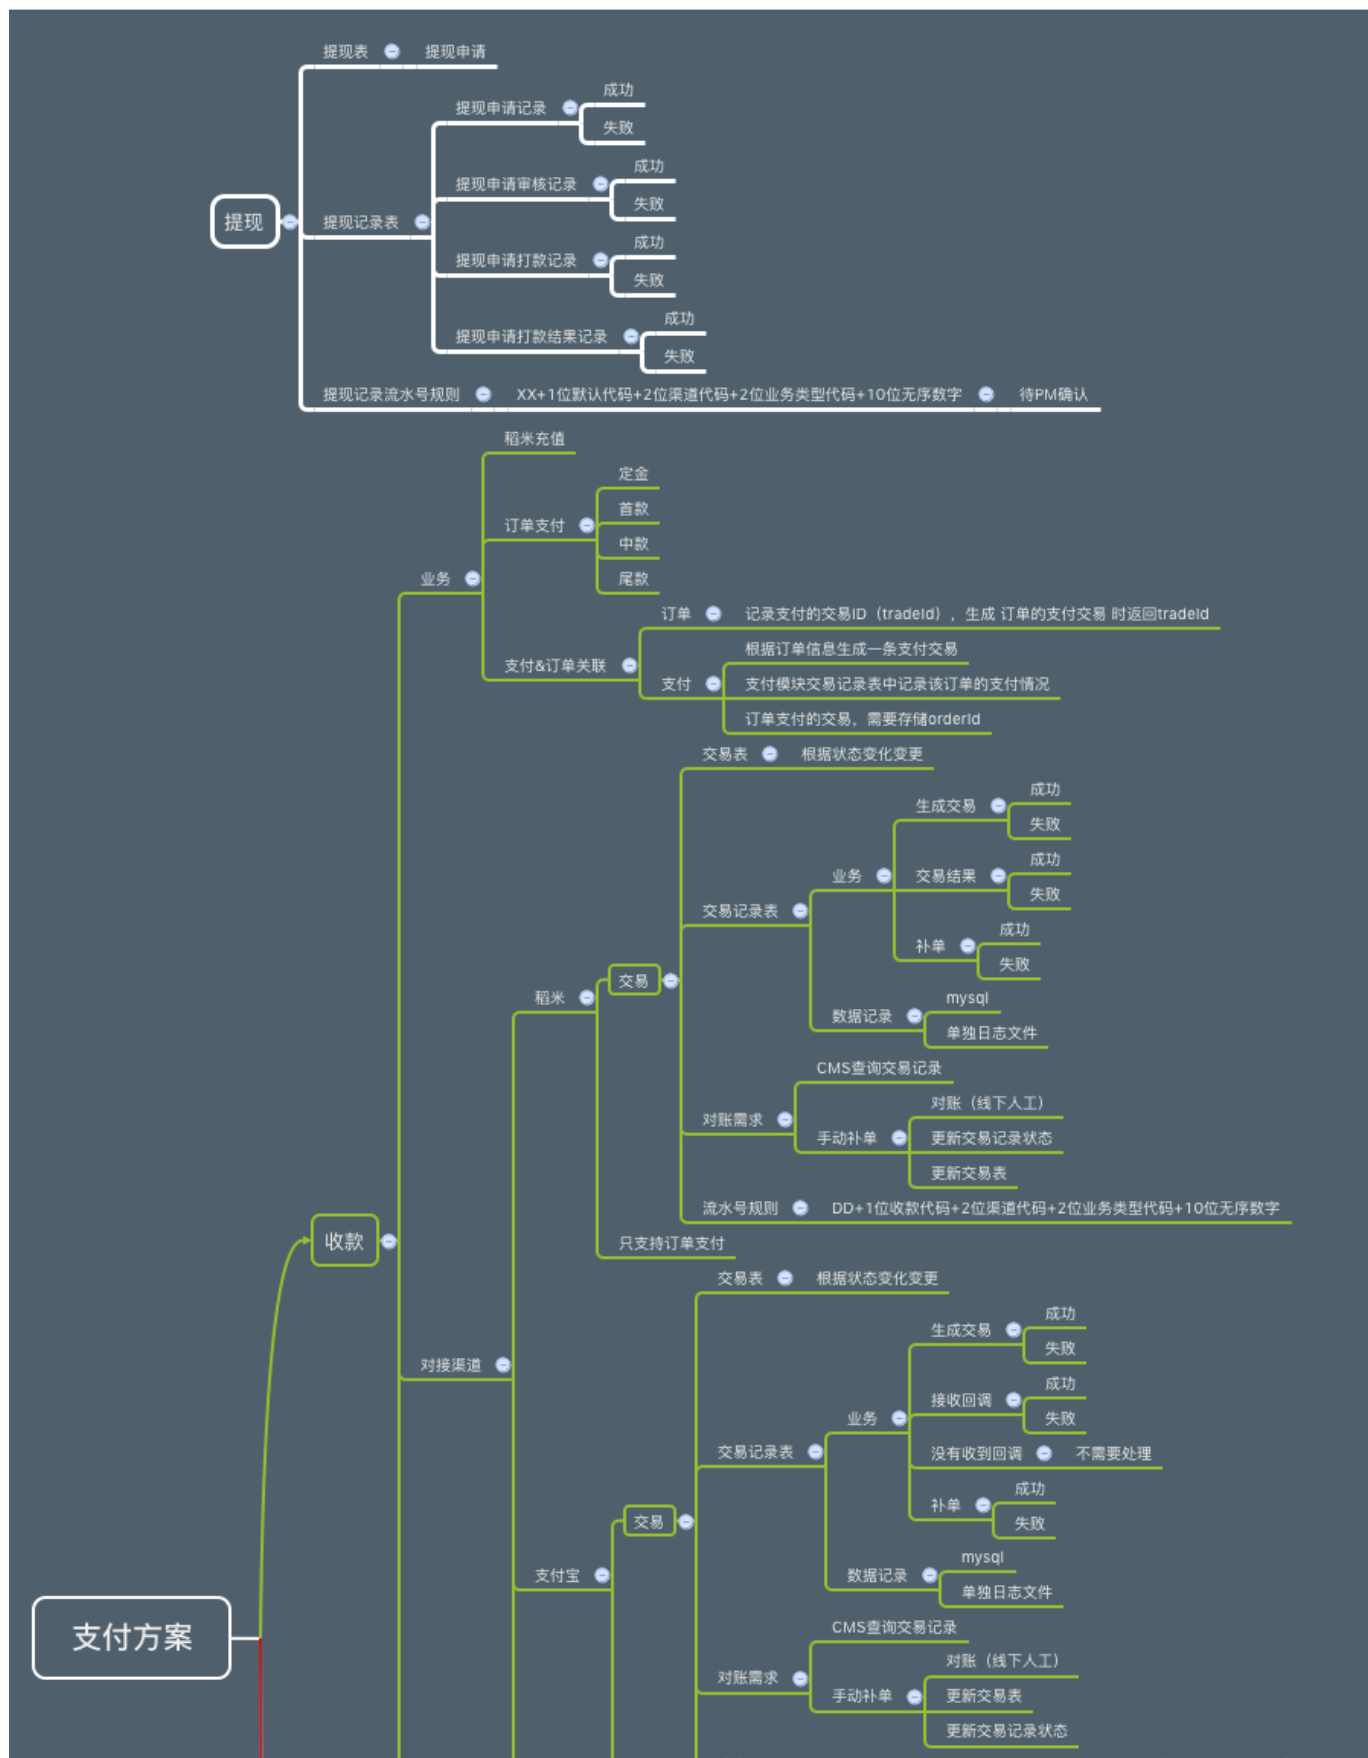 提现
提现表
提现申请
提现记录表
提现申请记录
成功
失败
提现申请审核记录
成功
失败
提现申请打款记录
成功
失败
提现申请打款结果记录
成功
失败
提现记录流水号规则
XX+1位默认代码+2位渠道代码+2位业务类型代码+10位无序数字
待PM确认
支付方案
收款
业务
稻米充值
订单支付
定金
首款
中款
尾款
支付&订单关联
订单
记录支付的交易ID（tradeId），生成 订单的支付交易 时返回tradeId
支付
根据订单信息生成一条支付交易
支付模块交易记录表中记录该订单的支付情况
订单支付的交易，需要存储orderId
对接渠道
稻米
交易
交易表
根据状态变化变更
交易记录表
业务
生成交易
成功
失败
交易结果
成功
失败
补单
成功
失败
数据记录
mysql
单独日志文件
对账需求
CMS查询交易记录
手动补单
对账（线下人工）
更新交易记录状态
更新交易表
流水号规则
DD+1位收款代码+2位渠道代码+2位业务类型代码+10位无序数字
只支持订单支付
支付宝
交易
交易表
根据状态变化变更
交易记录表
业务
生成交易
成功
失败
接收回调
成功
失败
没有收到回调
不需要处理
补单
成功
失败
数据记录
mysql
单独日志文件
对账需求
CMS查询交易记录
手动补单
对账（线下人工）
更新交易表
更新交易记录状态